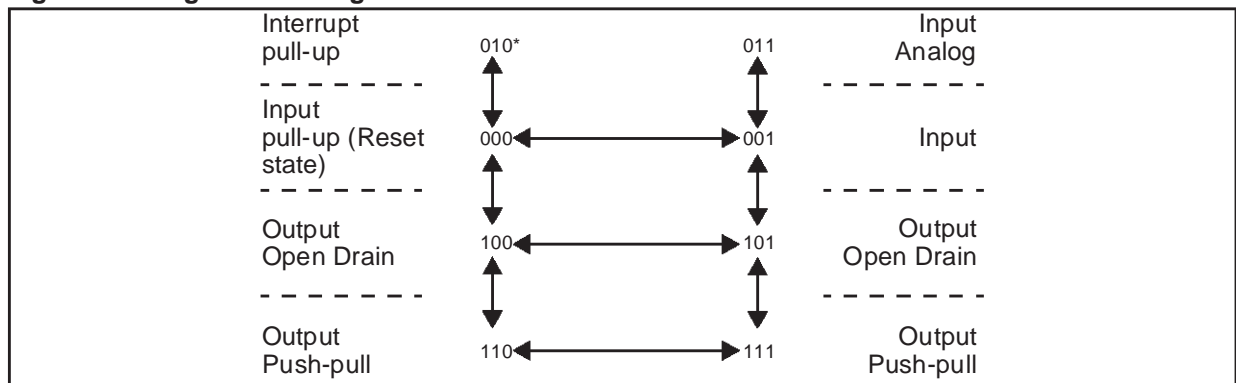 Interrupt
pull-up
010*
011
Input
Analog
Input
pull-up (Reset
state)
000
001
Input
Output
Open Drain
100
101
Output
Open Drain
Output
Push-pull
110
111
Output
Push-pull